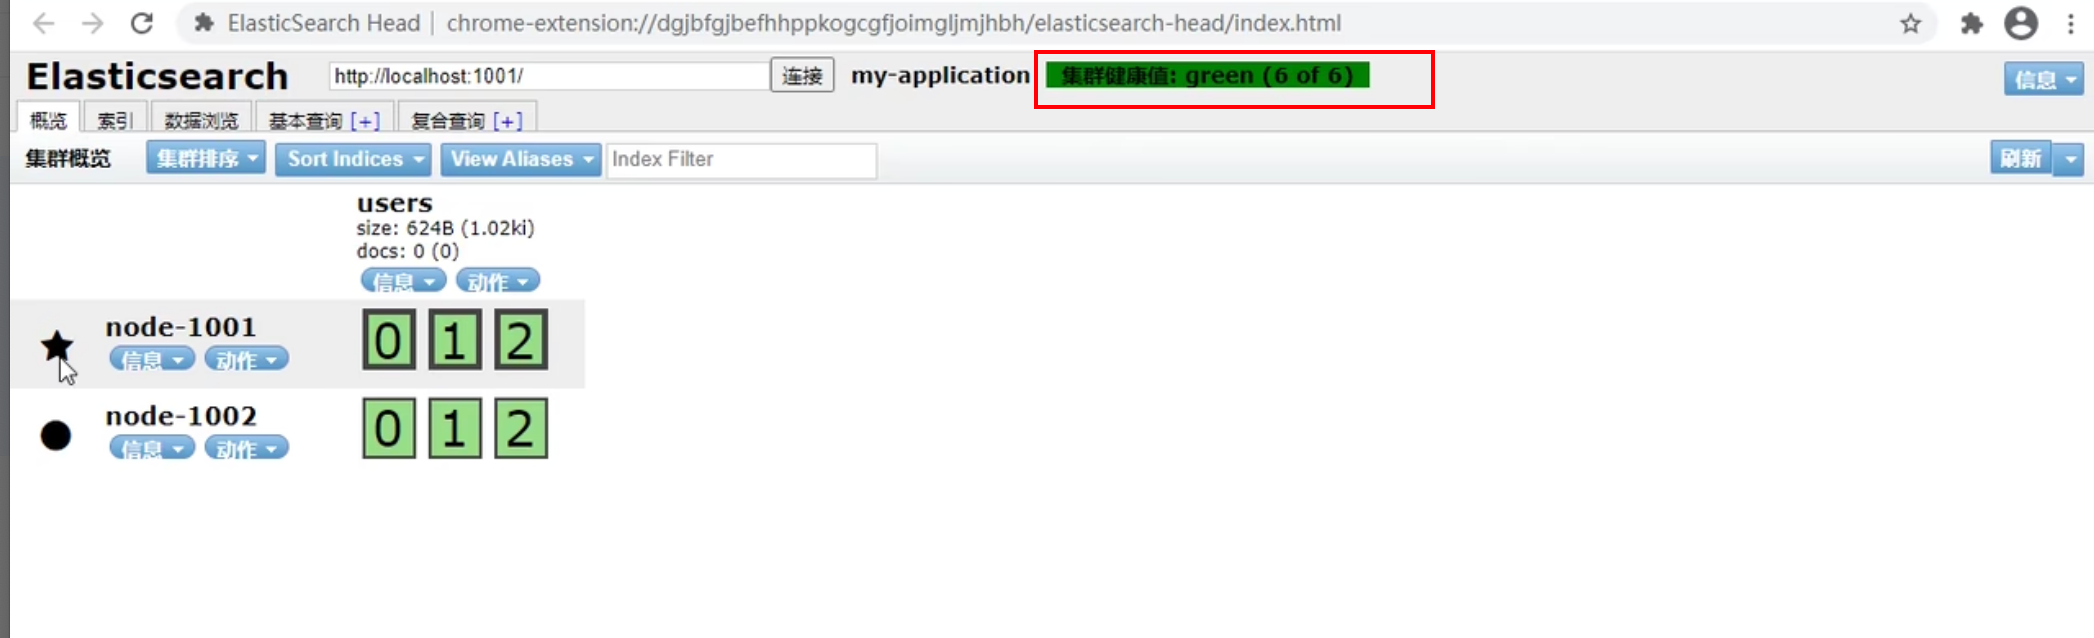 ElasticSearch Head | chrome-extension://dgjbfgjbefhhppkogcgfjoimgljmjhbh/elasticsearch-head/index.html
Elasticsearch http://localhost:1001/ 连接 my-application 集群健康值: green (6 of 6) 信息
概览 索引 数据浏览 基本查询 [+] 复合查询 [+]
集群概览 集群排序 Sort Indices View Aliases Index Filter 刷新
users
size: 624B (1.02ki)
docs: 0 (0)
信息 动作
node-1001 0 1 2
信息 动作
node-1002 0 1 2
信息 动作